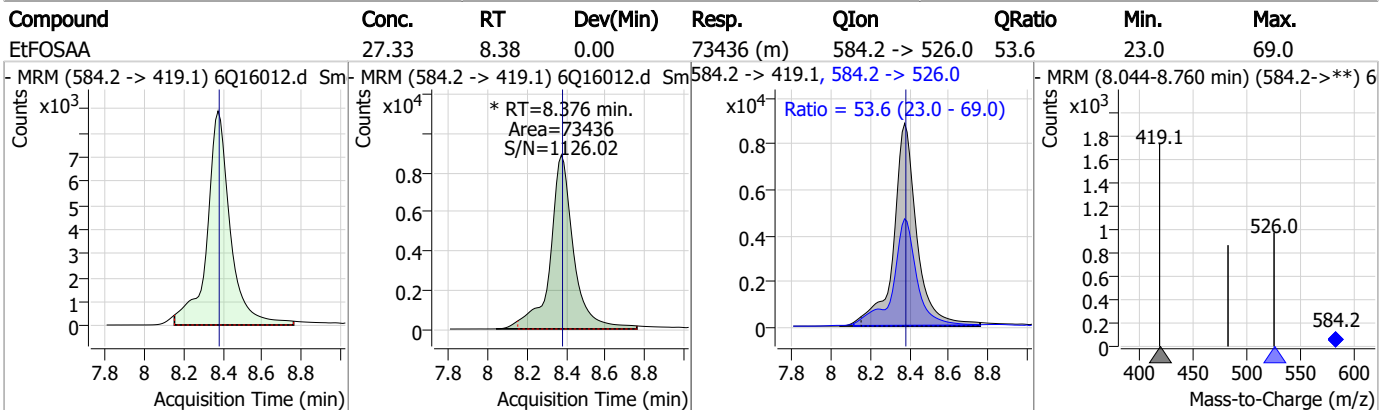 Compound Conc. RT Dev(Min) Resp. QIon QRatio Min. Max.
EtFOSAA 27.33 8.38 0.00 73436 (m) 584.2 -> 526.0 53.6 23.0 69.0
- MRM (584.2 -> 419.1) 6Q16012.d Sm
Counts
x10³
7
6
5
4
3
2
1
0
7.8 8 8.2 8.4 8.6 8.8
Acquisition Time (min)
- MRM (584.2 -> 419.1) 6Q16012.d Sm
Counts
x10⁴
* RT=8.376 min.
Area=73436
S/N=1126.02
0.8
0.6
0.4
0.2
0
7.8 8 8.2 8.4 8.6 8.8
Acquisition Time (min)
584.2 -> 419.1, 584.2 -> 526.0
Counts
x10⁴
Ratio = 53.6 (23.0 - 69.0)
0.8
0.6
0.4
0.2
0
7.8 8 8.2 8.4 8.6 8.8
Acquisition Time (min)
- MRM (8.044-8.760 min) (584.2->**) 6
Counts
x10³
1.8
1.6
1.4
1.2
1
0.8
0.6
0.4
0.2
0
419.1
526.0
584.2
400 450 500 550 600
Mass-to-Charge (m/z)